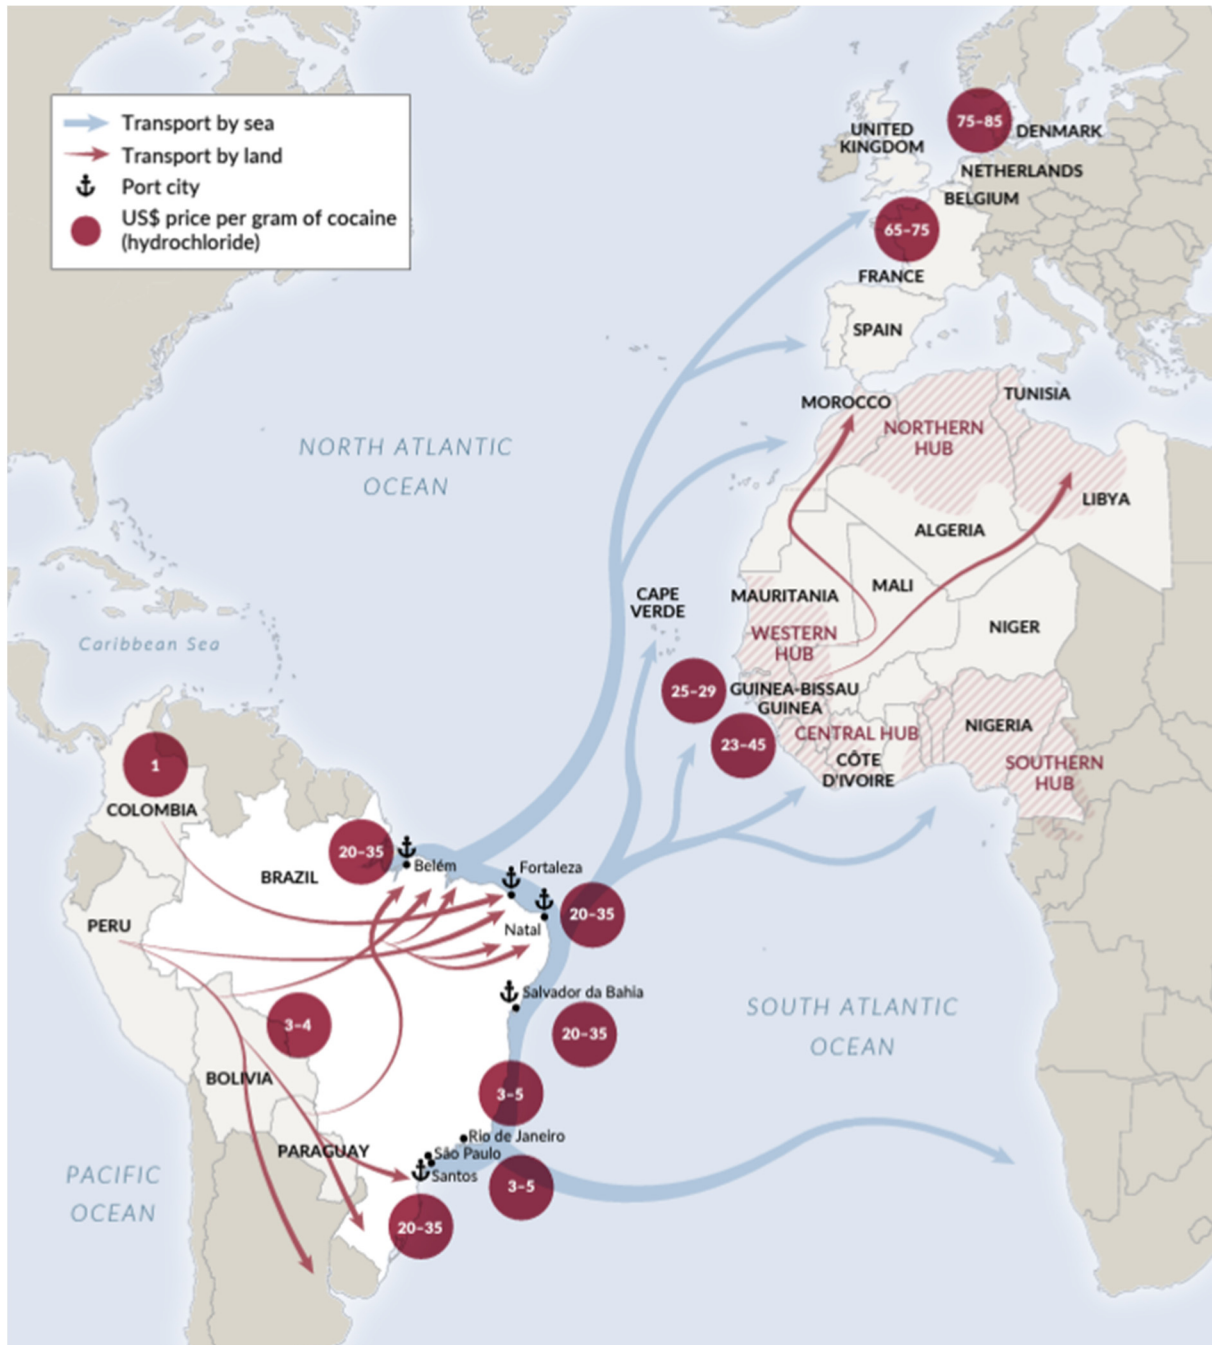 Transport by sea
Transport by land
Port city
US$ price per gram of cocaine
(hydrochloride)
75–85
DENMARK
UNITED
KINGDOM
NETHERLANDS
BELGIUM
65–75
FRANCE
SPAIN
MOROCCO
TUNISIA
NORTHERN
HUB
LIBYA
ALGERIA
NORTH ATLANTIC
OCEAN
CAPE
VERDE
MAURITANIA
MALI
NIGER
WESTERN
HUB
Caribbean Sea
25–29
GUINEA-BISSAU
GUINEA
23–45
CENTRAL HUB
CÔTE
D'IVOIRE
NIGERIA
SOUTHERN
HUB
1
COLOMBIA
20–35
Belém
BRAZIL
Fortaleza
Natal
20–35
PERU
Salvador da Bahia
20–35
3–4
BOLIVIA
3–5
PARAGUAY
Rio de Janeiro
São Paulo
Santos
3–5
20–35
SOUTH ATLANTIC
OCEAN
PACIFIC
OCEAN